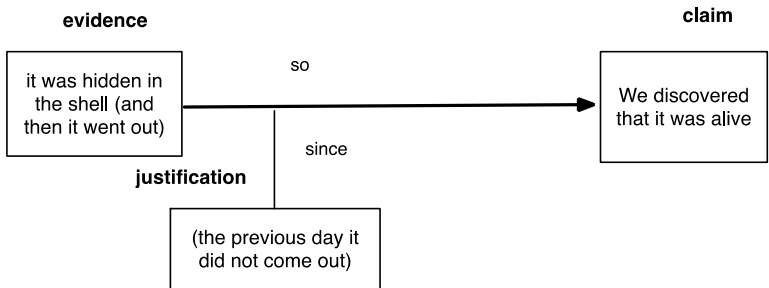 evidence
claim
it was hidden in
the shell (and
then it went out)
so
We discovered
that it was alive
since
justification
(the previous day it
did not come out)